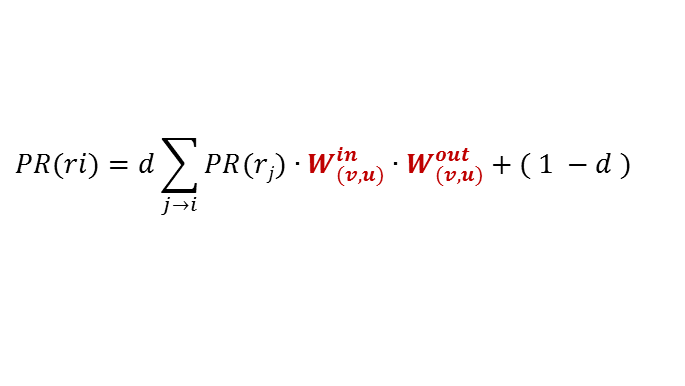 PR(ri) = d ∑_{j→i} PR(r_j) · W^{in}_{(v,u)} · W^{out}_{(v,u)} + ( 1 − d )